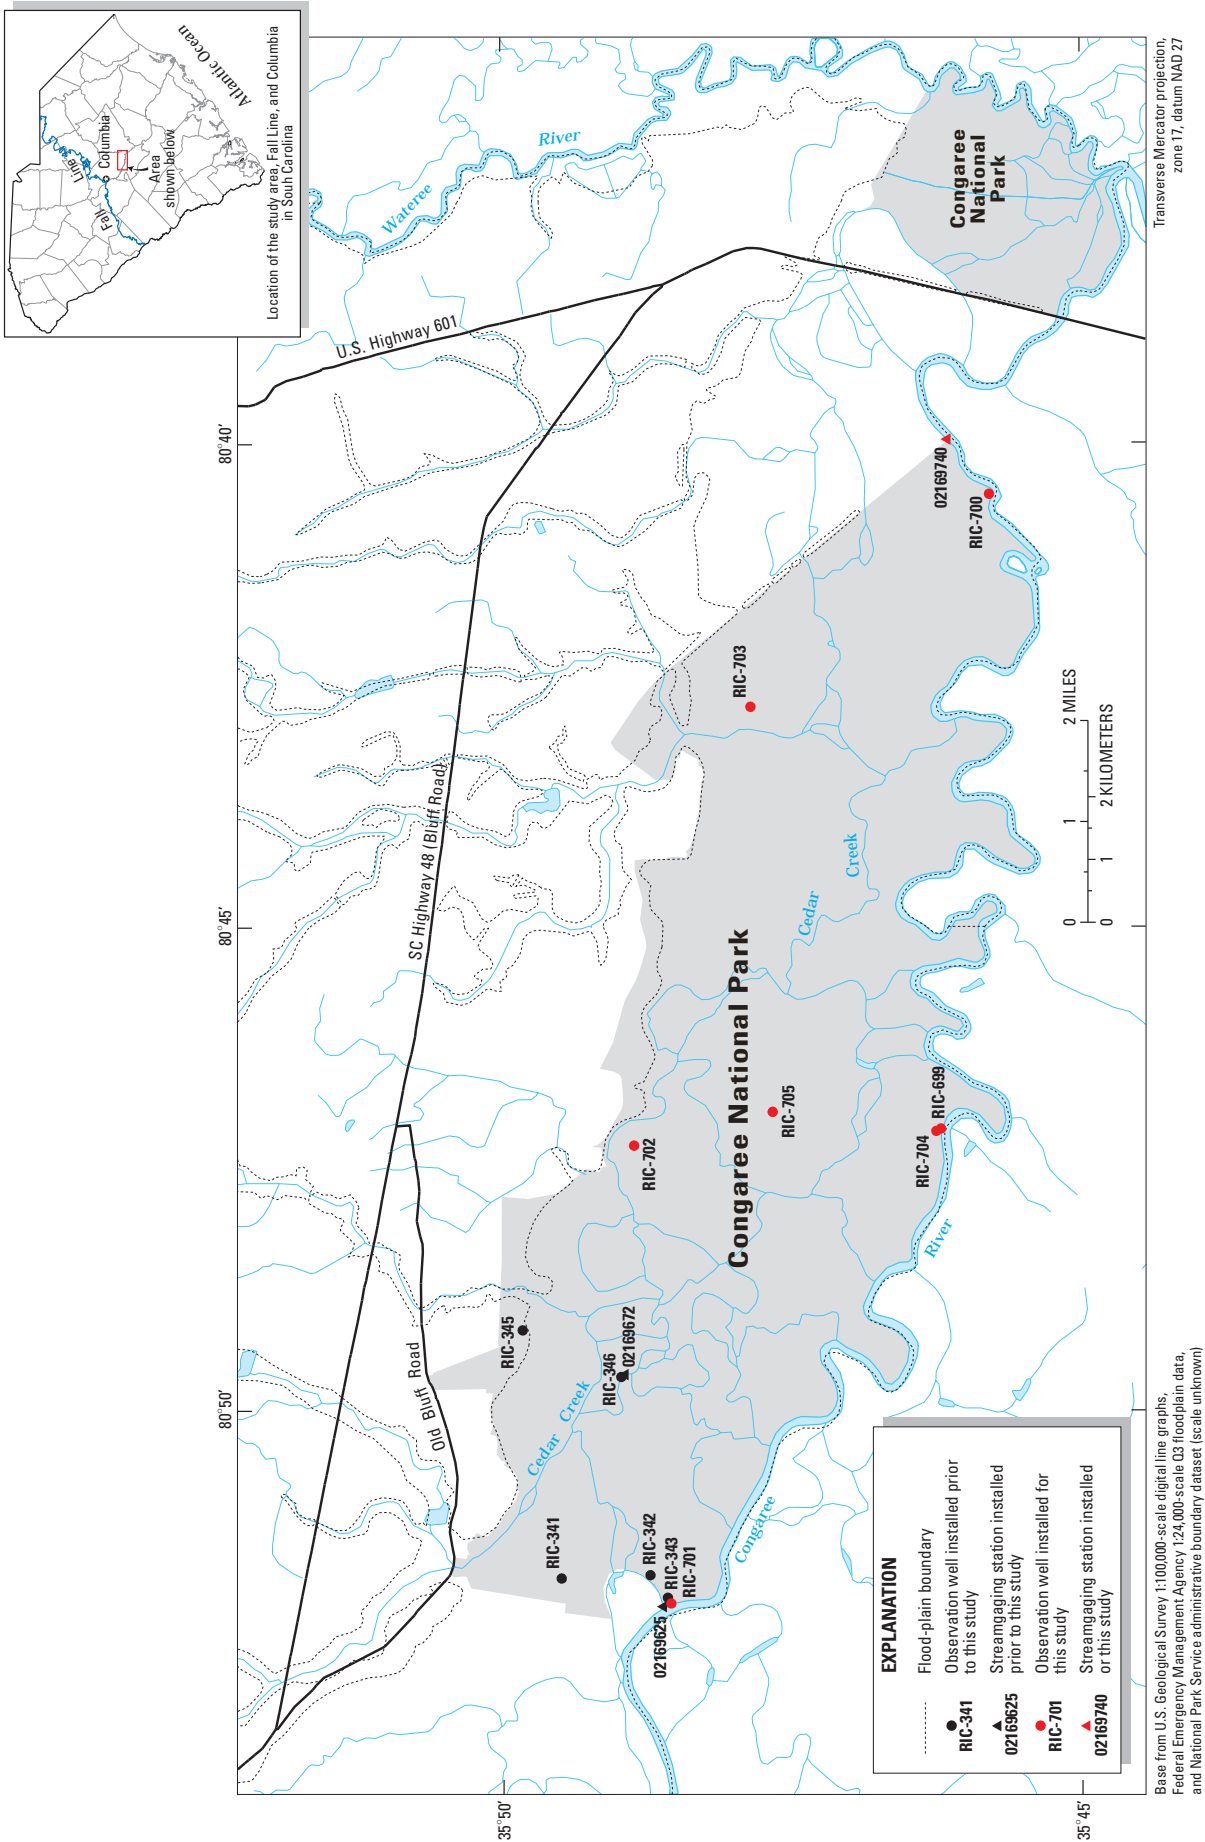 Atlantic Ocean
Fall
Line
Columbia
Area
shown below
Location of the study area, Fall Line, and Columbia
in South Carolina
80°50’
80°45’
80°40’
35°50’
35°45’
U.S. Highway 601
SC Highway 48 (Bluff Road)
Old Bluff Road
Wateree
River
Cedar Creek
Cedar
Creek
Congaree
River
Congaree National Park
Congaree
National
Park
RIC-345
RIC-346
02169672
RIC-341
RIC-342
RIC-343
RIC-701
02169625
RIC-702
RIC-705
RIC-704
RIC-699
RIC-703
RIC-700
02169740
0 1 2 MILES
0 1 2 KILOMETERS
EXPLANATION
Flood-plain boundary
RIC-341 Observation well installed prior
to this study
02169625 Streamgaging station installed
prior to this study
RIC-701 Observation well installed for
this study
02169740 Streamgaging station installed
or this study
Base from U.S. Geological Survey 1:100,000-scale digital line graphs,
Federal Emergency Management Agency 1:24,000-scale Q3 floodplain data,
and National Park Service administrative boundary dataset (scale unknown)
Transverse Mercator projection,
zone 17, datum NAD 27